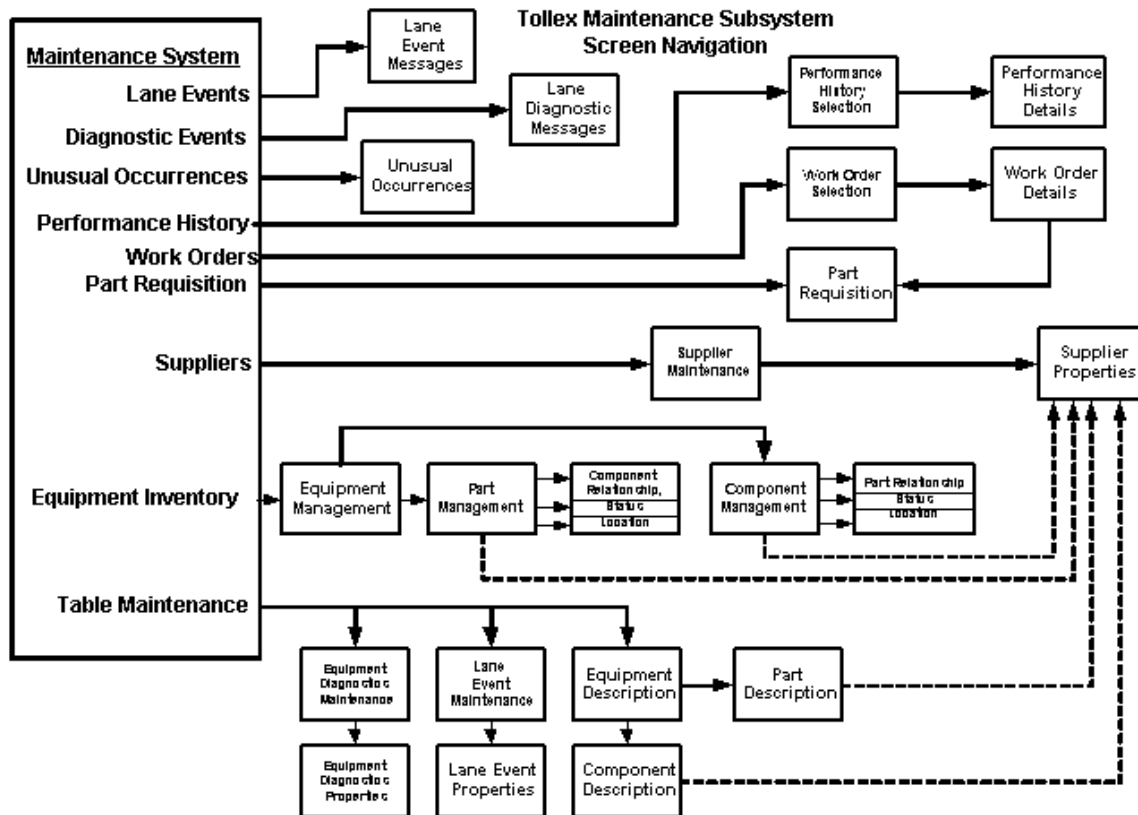 Tollex Maintenance Subsystem
Screen Navigation
Maintenance System
Lane Events
Diagnostic Events
Unusual Occurrences
Performance History
Work Orders
Part Requisition
Suppliers
Equipment Inventory
Table Maintenance
Lane
Event
Messages
Lane
Diagnostic
Messages
Unusual
Occurrences
Performance
History
Selection
Performance
History
Details
Work Order
Selection
Work Order
Details
Part
Requisition
Supplier
Maintenance
Supplier
Properties
Equipment
Management
Part
Management
Component
Relationship,
Status
Location
Component
Management
Part Relationship
Status
Location
Equipment
Diagnostic
Maintenance
Lane
Event
Maintenance
Equipment
Description
Part
Description
Equipment
Diagnostic
Properties
Lane Event
Properties
Component
Description